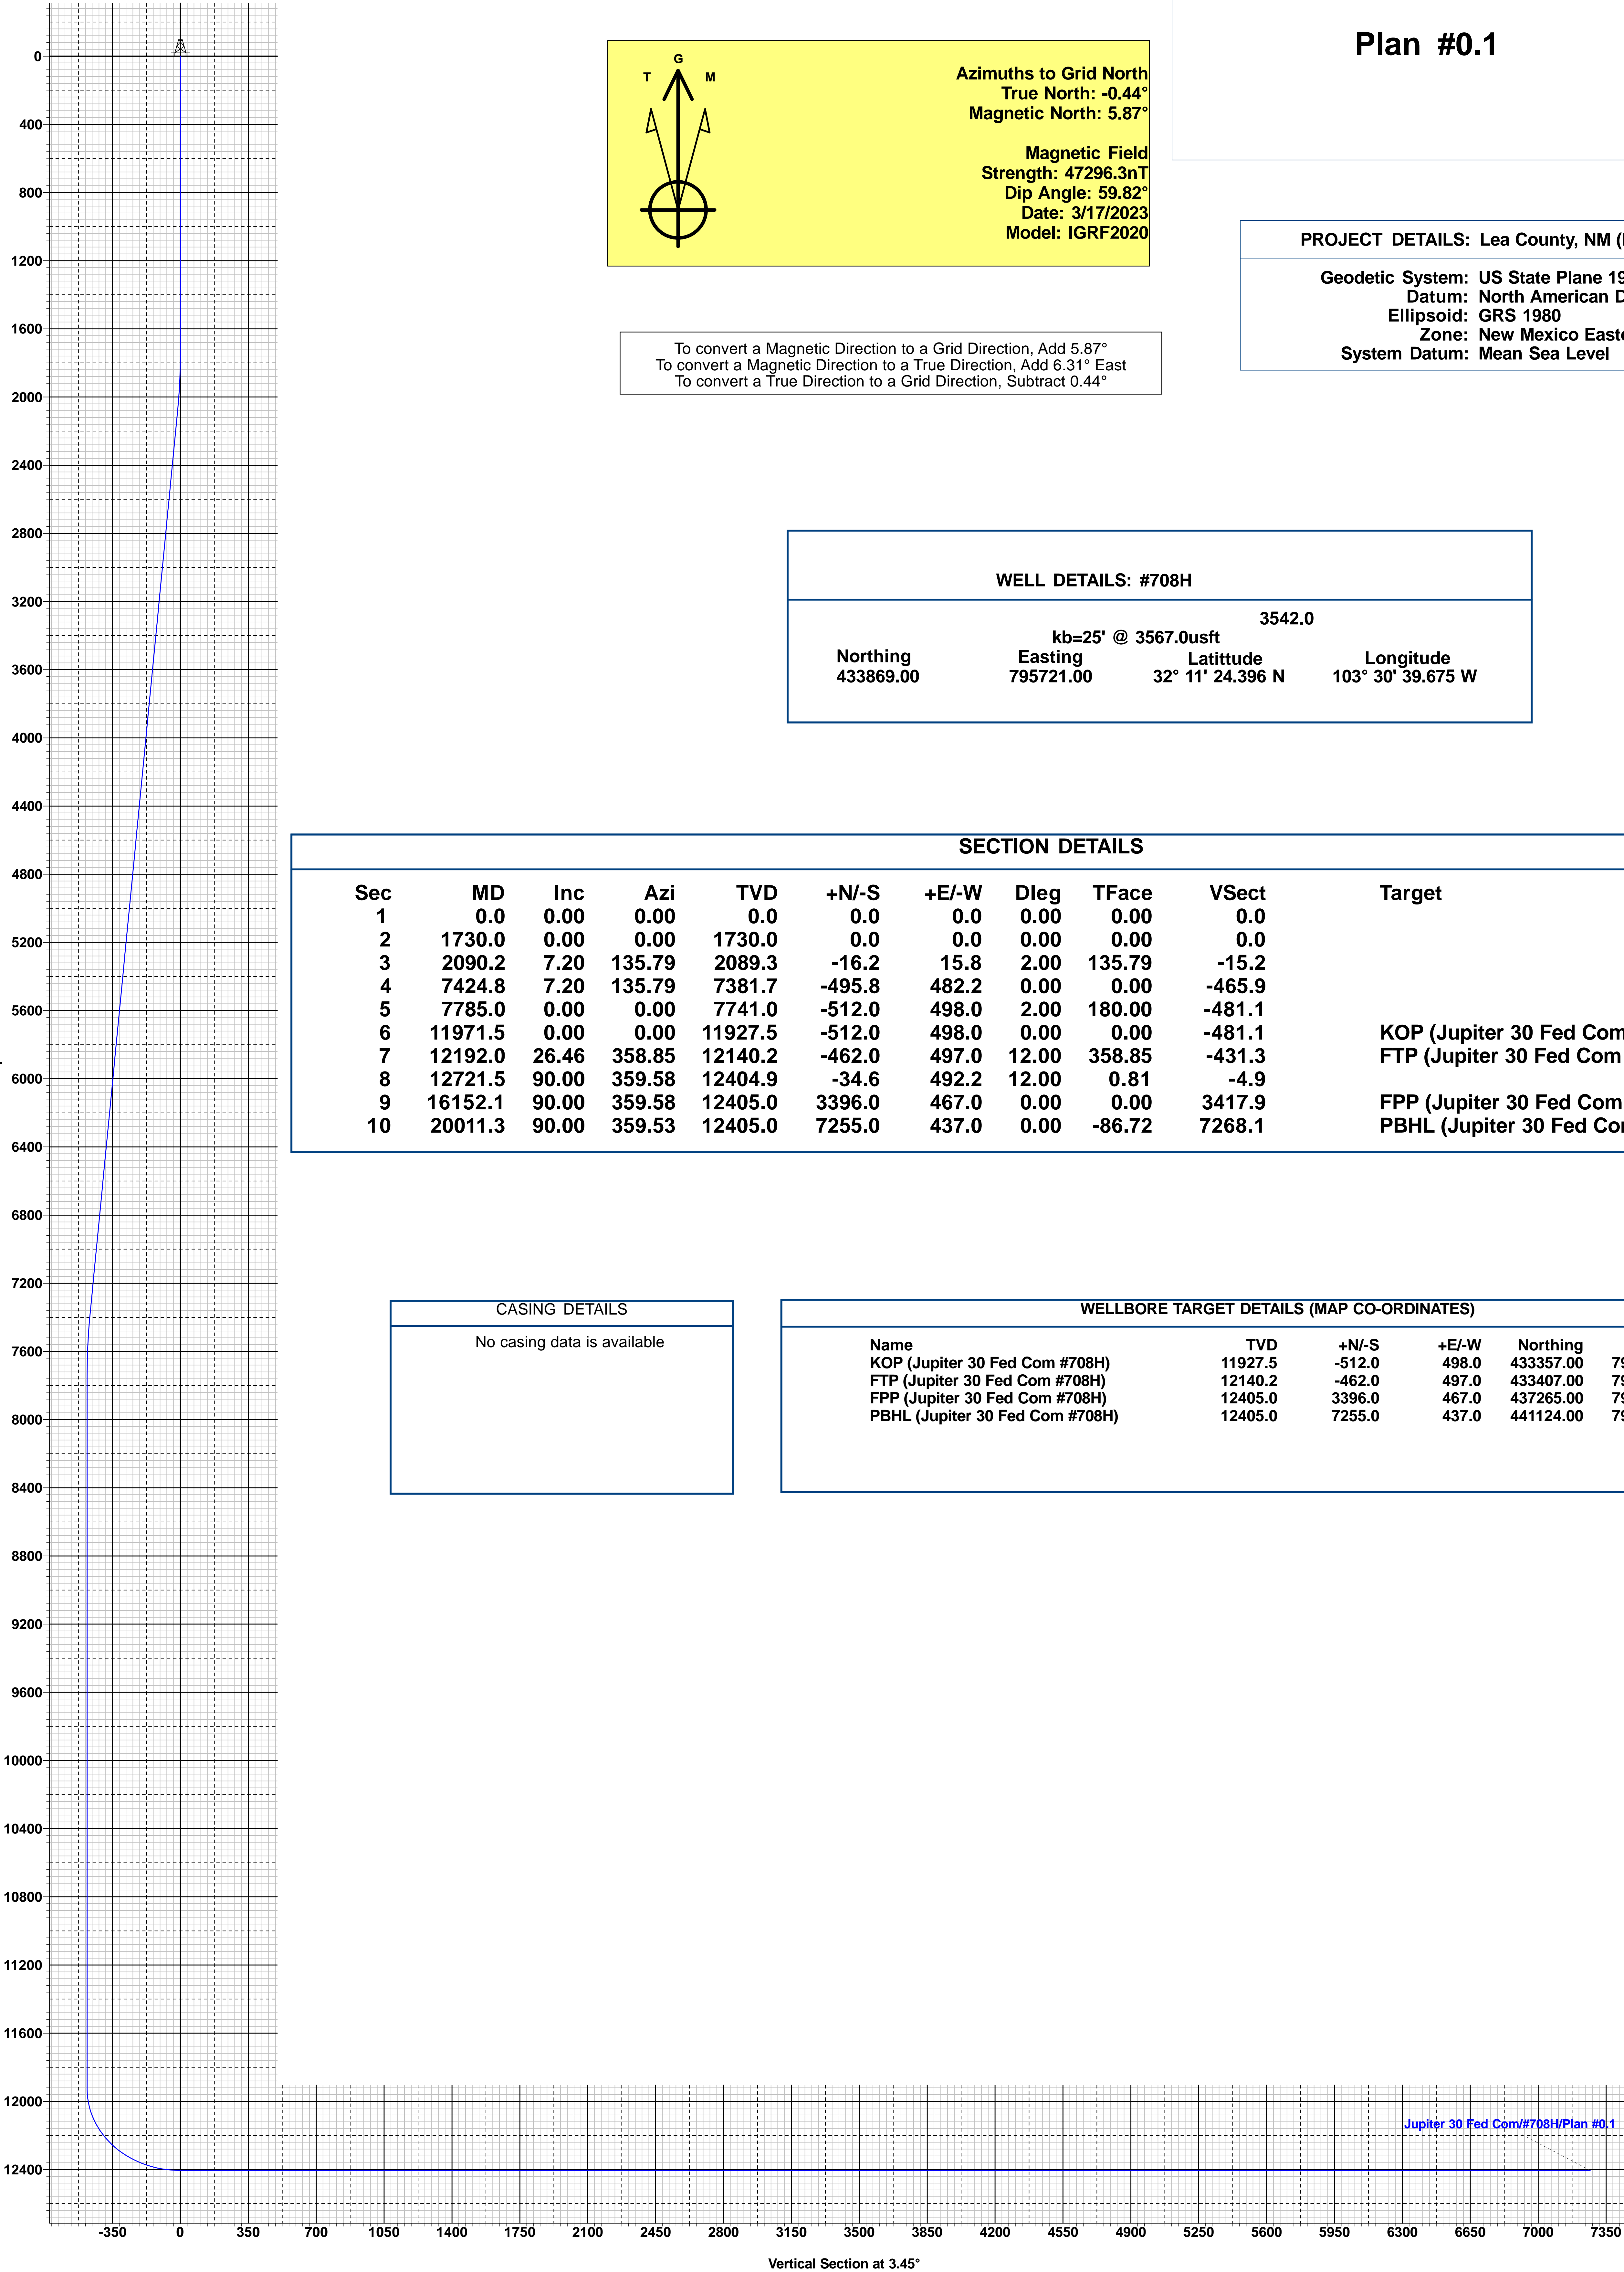 Plan #0.1
G
T M
Azimuths to Grid North
True North: -0.44°
Magnetic North: 5.87°
Magnetic Field
Strength: 47296.3nT
Dip Angle: 59.82°
Date: 3/17/2023
Model: IGRF2020
PROJECT DETAILS: Lea County, NM (
Geodetic System: US State Plane 19
Datum: North American D
Ellipsoid: GRS 1980
Zone: New Mexico Easte
System Datum: Mean Sea Level
To convert a Magnetic Direction to a Grid Direction, Add 5.87°
To convert a Magnetic Direction to a True Direction, Add 6.31° East
To convert a True Direction to a Grid Direction, Subtract 0.44°
WELL DETAILS: #708H
3542.0
kb=25' @ 3567.0usft
Northing Easting Latittude Longitude
433869.00 795721.00 32° 11' 24.396 N 103° 30' 39.675 W
SECTION DETAILS
Sec MD Inc Azi TVD +N/-S +E/-W Dleg TFace VSect Target
1 0.0 0.00 0.00 0.0 0.0 0.0 0.00 0.00 0.0
2 1730.0 0.00 0.00 1730.0 0.0 0.0 0.00 0.00 0.0
3 2090.2 7.20 135.79 2089.3 -16.2 15.8 2.00 135.79 -15.2
4 7424.8 7.20 135.79 7381.7 -495.8 482.2 0.00 0.00 -465.9
5 7785.0 0.00 0.00 7741.0 -512.0 498.0 2.00 180.00 -481.1
6 11971.5 0.00 0.00 11927.5 -512.0 498.0 0.00 0.00 -481.1 KOP (Jupiter 30 Fed Com
7 12192.0 26.46 358.85 12140.2 -462.0 497.0 12.00 358.85 -431.3 FTP (Jupiter 30 Fed Com
8 12721.5 90.00 359.58 12404.9 -34.6 492.2 12.00 0.81 -4.9
9 16152.1 90.00 359.58 12405.0 3396.0 467.0 0.00 0.00 3417.9 FPP (Jupiter 30 Fed Com
10 20011.3 90.00 359.53 12405.0 7255.0 437.0 0.00 -86.72 7268.1 PBHL (Jupiter 30 Fed Co
CASING DETAILS
No casing data is available
WELLBORE TARGET DETAILS (MAP CO-ORDINATES)
Name TVD +N/-S +E/-W Northing
KOP (Jupiter 30 Fed Com #708H) 11927.5 -512.0 498.0 433357.00 79
FTP (Jupiter 30 Fed Com #708H) 12140.2 -462.0 497.0 433407.00 79
FPP (Jupiter 30 Fed Com #708H) 12405.0 3396.0 467.0 437265.00 79
PBHL (Jupiter 30 Fed Com #708H) 12405.0 7255.0 437.0 441124.00 79
0
400
800
1200
1600
2000
2400
2800
3200
3600
4000
4400
4800
5200
5600
6000
6400
6800
7200
7600
8000
8400
8800
9200
9600
10000
10400
10800
11200
11600
12000
12400
Jupiter 30 Fed Com/#708H/Plan #0.1
-350 0 350 700 1050 1400 1750 2100 2450 2800 3150 3500 3850 4200 4550 4900 5250 5600 5950 6300 6650 7000 7350
Vertical Section at 3.45°